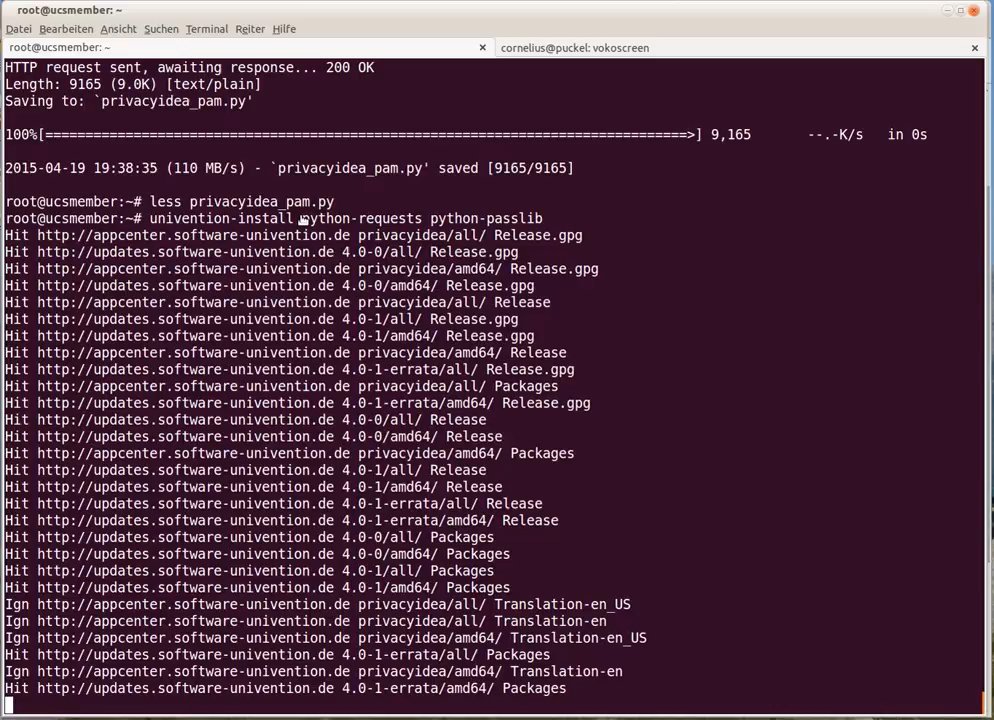 root@ucsmember: ~
Datei Bearbeiten Ansicht Suchen Terminal Reiter Hilfe
root@ucsmember: ~
cornelius@puckel: vokoscreen
HTTP request sent, awaiting response... 200 OK
Length: 9165 (9.0K) [text/plain]
Saving to: `privacyidea_pam.py'
100%[================================================================================>] 9,165 --.-K/s in 0s
2015-04-19 19:38:35 (110 MB/s) - `privacyidea_pam.py' saved [9165/9165]
root@ucsmember:~# less privacyidea_pam.py
root@ucsmember:~# univention-install python-requests python-passlib
Hit http://appcenter.software-univention.de privacyidea/all/ Release.gpg
Hit http://updates.software-univention.de 4.0-0/all/ Release.gpg
Hit http://appcenter.software-univention.de privacyidea/amd64/ Release.gpg
Hit http://updates.software-univention.de 4.0-0/amd64/ Release.gpg
Hit http://appcenter.software-univention.de privacyidea/all/ Release
Hit http://updates.software-univention.de 4.0-1/all/ Release.gpg
Hit http://updates.software-univention.de 4.0-1/amd64/ Release.gpg
Hit http://appcenter.software-univention.de privacyidea/amd64/ Release
Hit http://updates.software-univention.de 4.0-1-errata/all/ Release.gpg
Hit http://appcenter.software-univention.de privacyidea/all/ Packages
Hit http://updates.software-univention.de 4.0-1-errata/amd64/ Release.gpg
Hit http://updates.software-univention.de 4.0-0/all/ Release
Hit http://updates.software-univention.de 4.0-0/amd64/ Release
Hit http://appcenter.software-univention.de privacyidea/amd64/ Packages
Hit http://updates.software-univention.de 4.0-1/all/ Release
Hit http://updates.software-univention.de 4.0-1/amd64/ Release
Hit http://updates.software-univention.de 4.0-1-errata/all/ Release
Hit http://updates.software-univention.de 4.0-1-errata/amd64/ Release
Hit http://updates.software-univention.de 4.0-0/all/ Packages
Hit http://updates.software-univention.de 4.0-0/amd64/ Packages
Hit http://updates.software-univention.de 4.0-1/all/ Packages
Hit http://updates.software-univention.de 4.0-1/amd64/ Packages
Ign http://appcenter.software-univention.de privacyidea/all/ Translation-en_US
Ign http://appcenter.software-univention.de privacyidea/all/ Translation-en
Ign http://appcenter.software-univention.de privacyidea/amd64/ Translation-en_US
Hit http://updates.software-univention.de 4.0-1-errata/all/ Packages
Ign http://appcenter.software-univention.de privacyidea/amd64/ Translation-en
Hit http://updates.software-univention.de 4.0-1-errata/amd64/ Packages